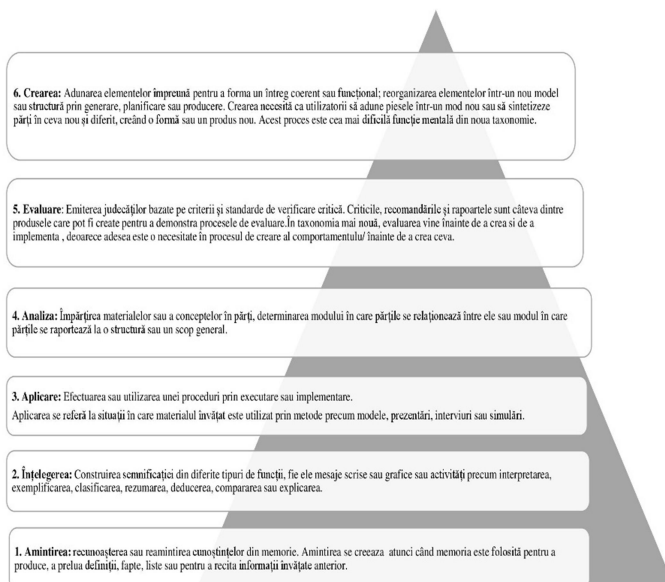 6. Crearea: Adunarea elementelor împreună pentru a forma un întreg coerent sau funcțional; reorganizarea elementelor într-un nou model
sau structură prin generare, planificare sau producere. Crearea necesită ca utilizatorii să adune piesele într-un mod nou sau să sintetizeze
părți în ceva nou și diferit, creând o formă sau un produs nou. Acest proces este cea mai dificilă funcție mentală din noua taxonomie.
5. Evaluare: Emiterea judecăților bazate pe criterii și standarde de verificare critică. Criticile, recomandările și rapoartele sunt câteva dintre
produsele care pot fi create pentru a demonstra procesele de evaluare.În taxonomia mai nouă, evaluarea vine înainte de a crea si de a
implementa , deoarece adesea este o necesitate în procesul de creare al comportamentului/ înainte de a crea ceva.
4. Analiza: Împărțirea materialelor sau a conceptelor în părți, determinarea modului în care părțile se relaționează între ele sau modul în care
părțile se raportează la o structură sau un scop general.
3. Aplicare: Efectuarea sau utilizarea unei proceduri prin executare sau implementare.
Aplicarea se referă la situații în care materialul învățat este utilizat prin metode precum modele, prezentări, interviuri sau simulări.
2. Înțelegerea: Construirea semnificației din diferite tipuri de funcții, fie ele mesaje scrise sau grafice sau activități precum interpretarea,
exemplificarea, clasificarea, rezumarea, deducerea, compararea sau explicarea.
1. Amintirea: recunoașterea sau reamintirea cunoștințelor din memorie. Amintirea se creeaza atunci când memoria este folosită pentru a
produce, a prelua definiții, fapte, liste sau pentru a recita informații învățate anterior.